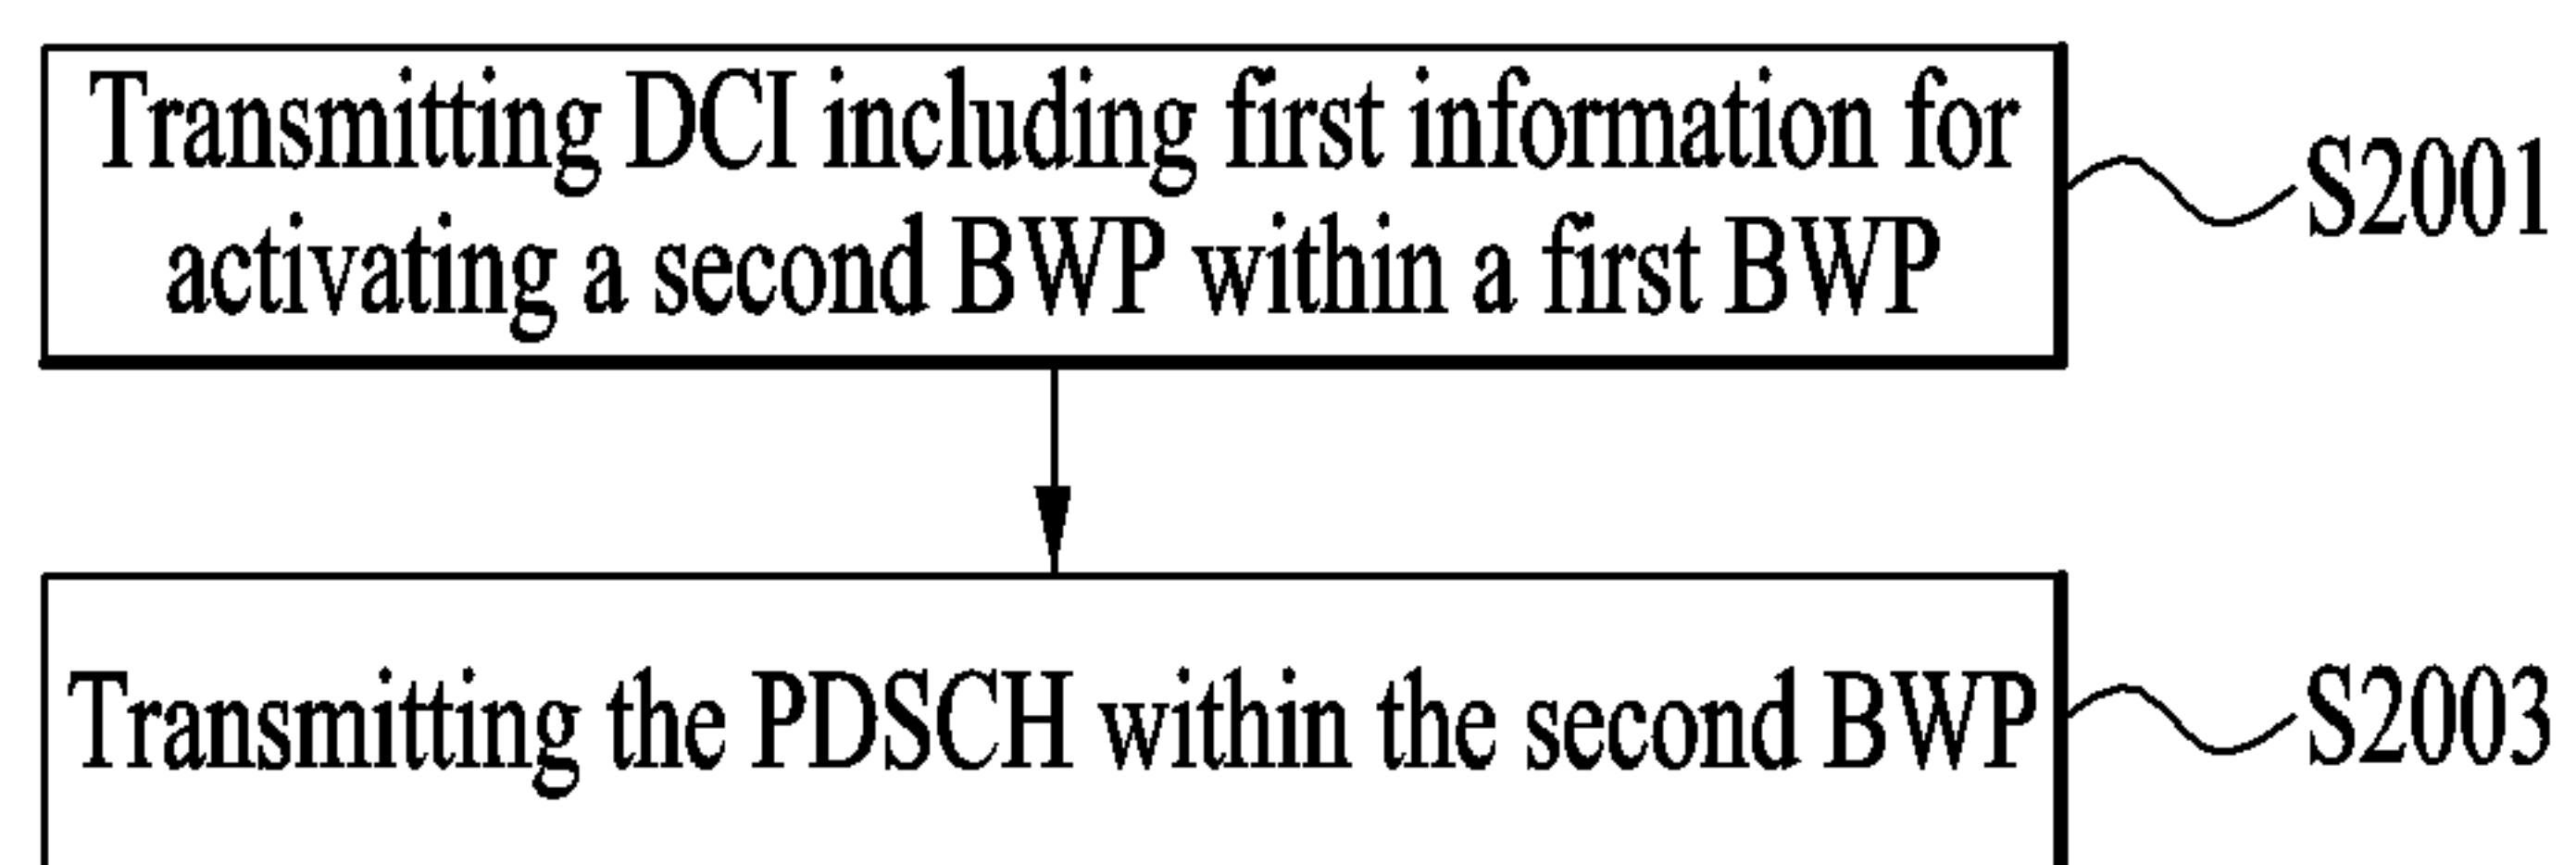 Transmitting DCI including first information for
activating a second BWP within a first BWP
S2001
Transmitting the PDSCH within the second BWP
S2003